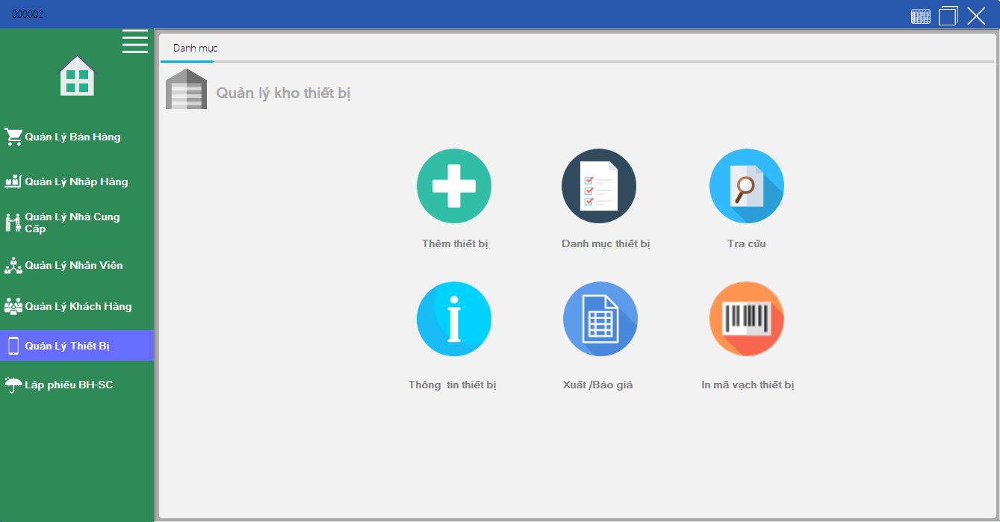 000002
Danh mục
Quản lý kho thiết bị
Quản Lý Bán Hàng
Quản Lý Nhập Hàng
Quản Lý Nhà Cung
Cấp
Quản Lý Nhân Viên
Quản Lý Khách Hàng
Quản Lý Thiết Bị
Lập phiếu BH-SC
Thêm thiết bị
Danh mục thiết bị
Tra cứu
Thông tin thiết bị
Xuất /Báo giá
In mã vạch thiết bị